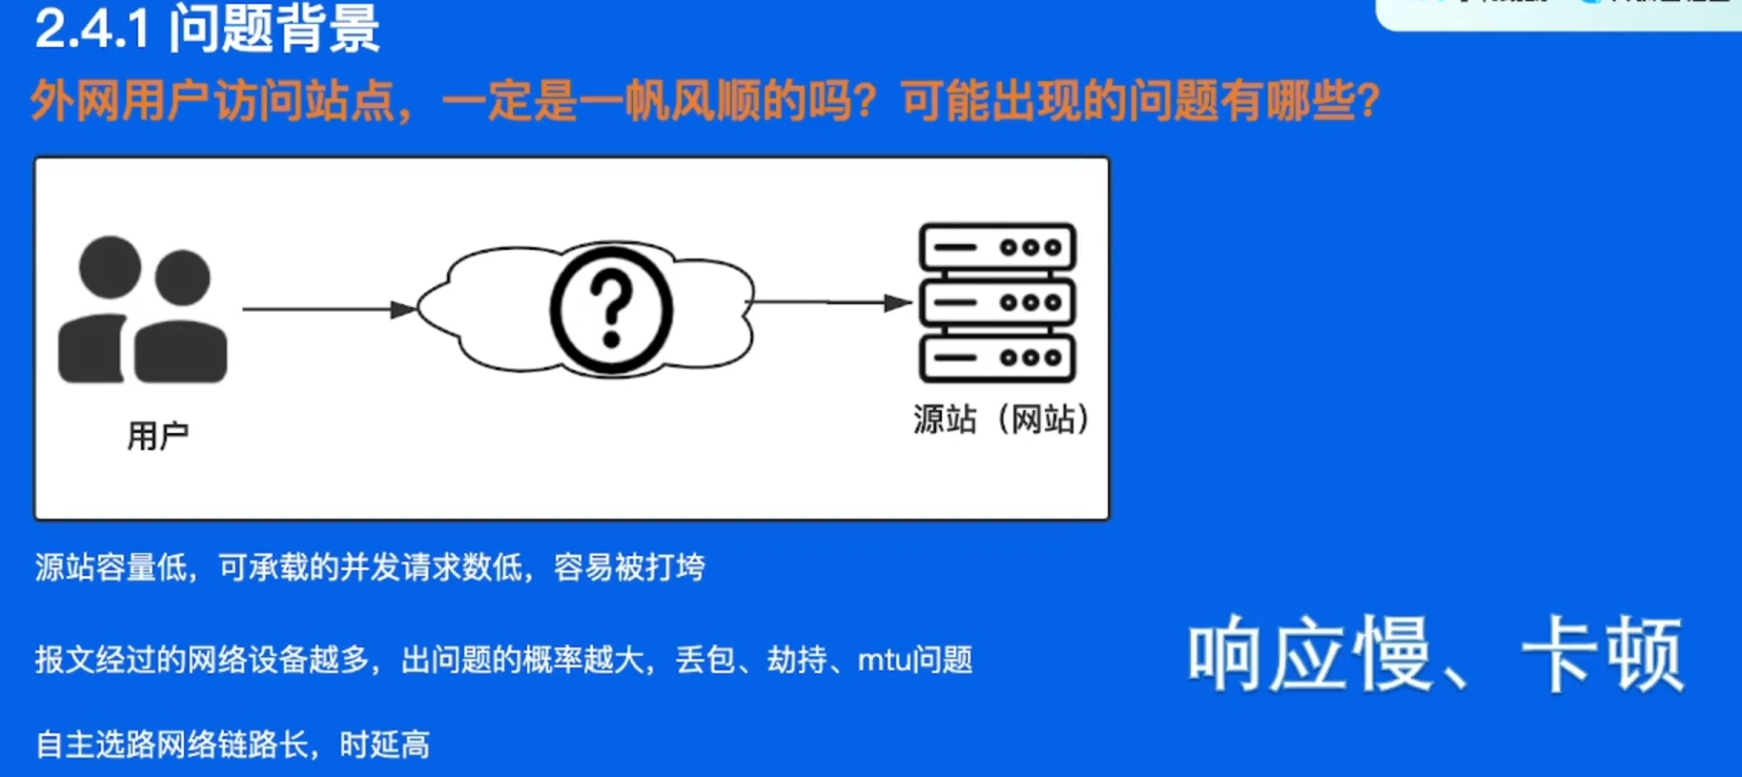 2.4.1 问题背景
外网用户访问站点，一定是一帆风顺的吗？可能出现的问题有哪些？
用户
源站（网站）
源站容量低，可承载的并发请求数低，容易被打垮
报文经过的网络设备越多，出问题的概率越大，丢包、劫持、mtu问题
响应慢、卡顿
自主选路网络链路长，时延高